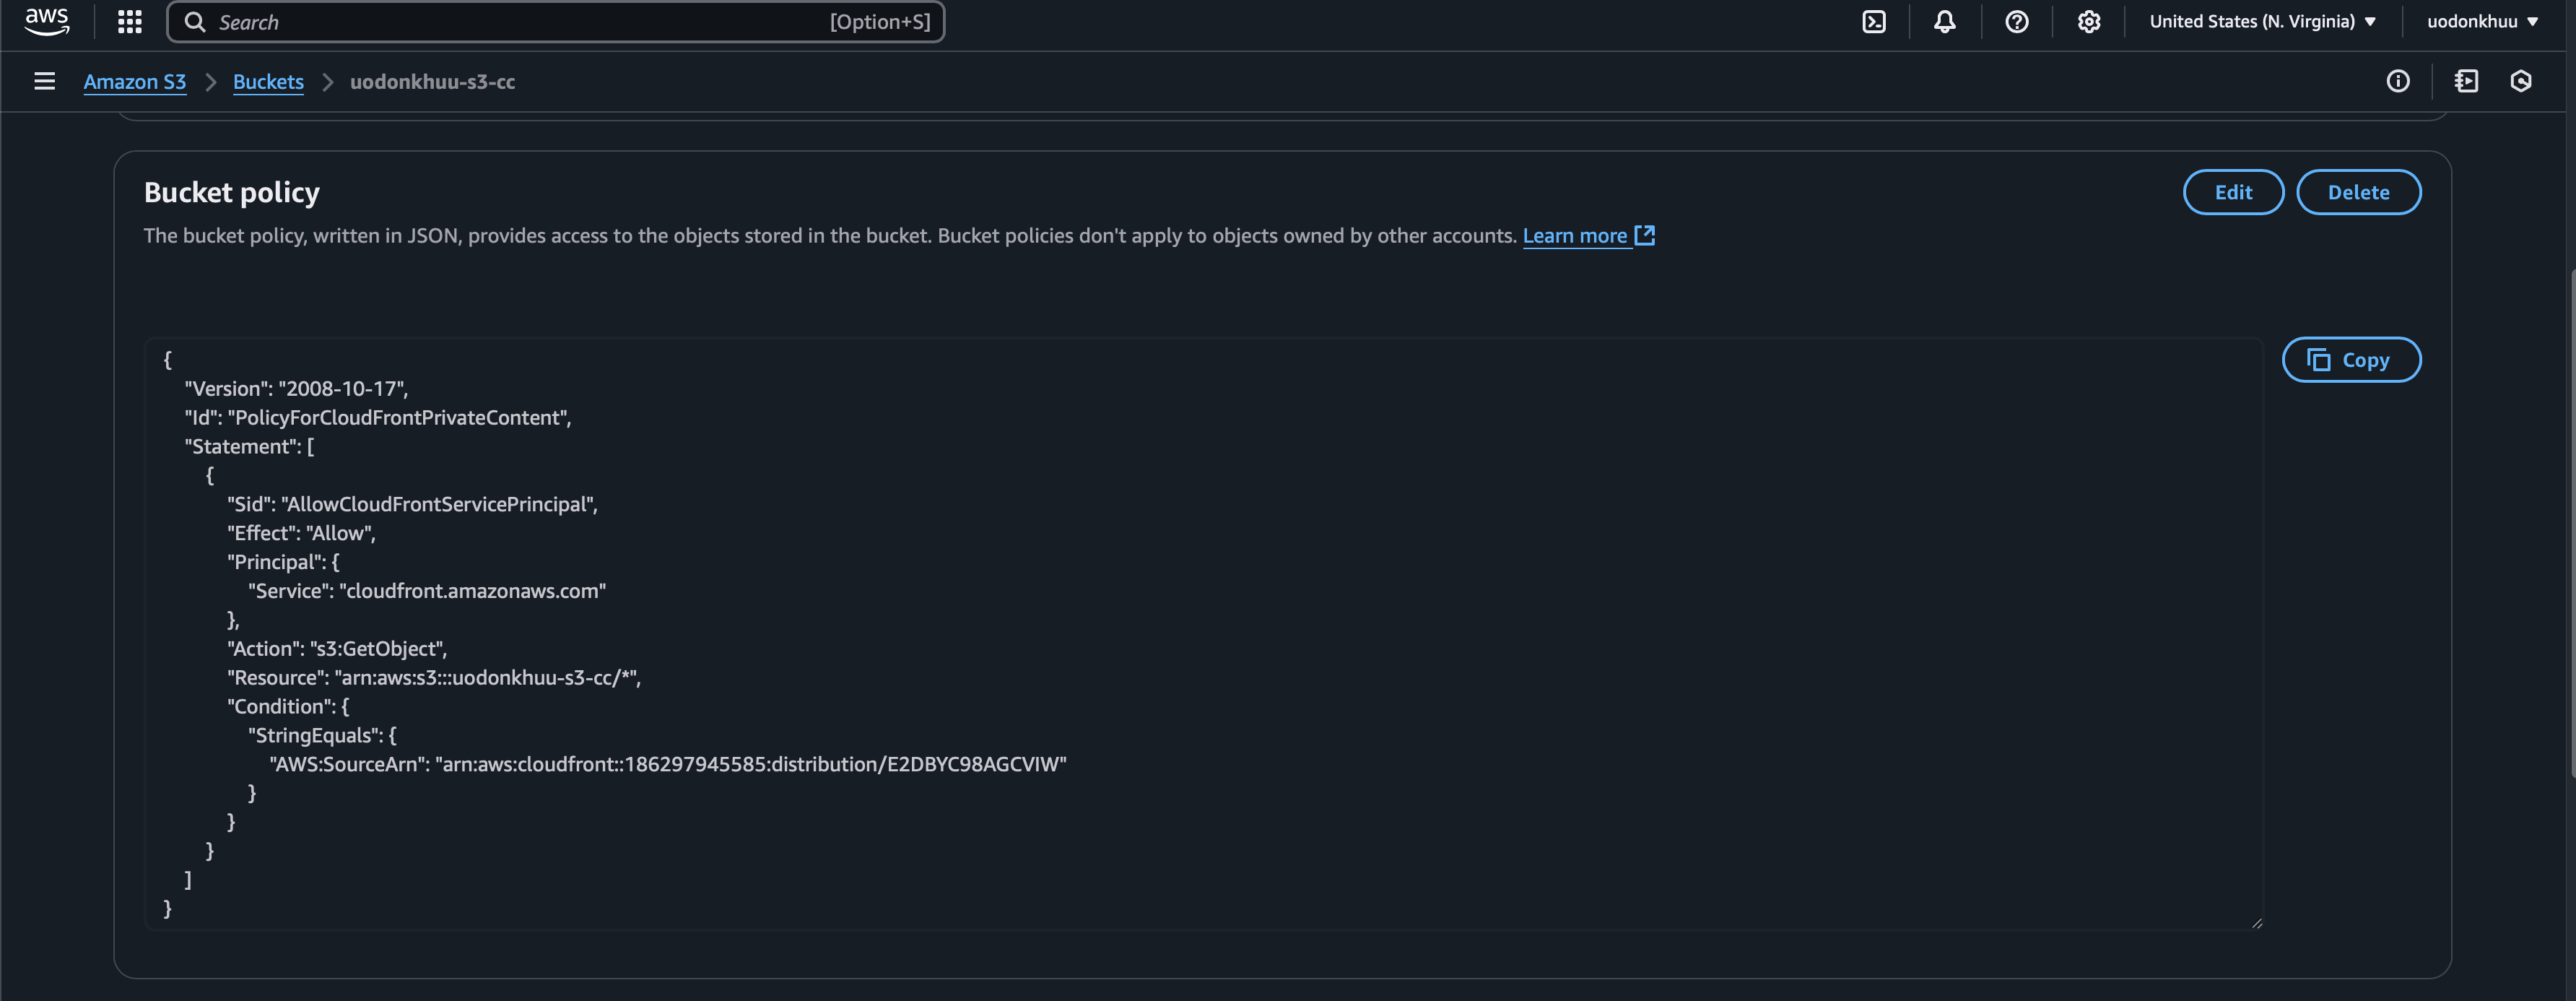 aws
Search [Option+S]
United States (N. Virginia)
uodonkhuu
Amazon S3 > Buckets > uodonkhuu-s3-cc
Bucket policy
Edit
Delete
The bucket policy, written in JSON, provides access to the objects stored in the bucket. Bucket policies don't apply to objects owned by other accounts. Learn more
Copy
{
"Version": "2008-10-17",
"Id": "PolicyForCloudFrontPrivateContent",
"Statement": [
{
"Sid": "AllowCloudFrontServicePrincipal",
"Effect": "Allow",
"Principal": {
"Service": "cloudfront.amazonaws.com"
},
"Action": "s3:GetObject",
"Resource": "arn:aws:s3:::uodonkhuu-s3-cc/*",
"Condition": {
"StringEquals": {
"AWS:SourceArn": "arn:aws:cloudfront::186297945585:distribution/E2DBYC98AGCVIW"
}
}
}
]
}